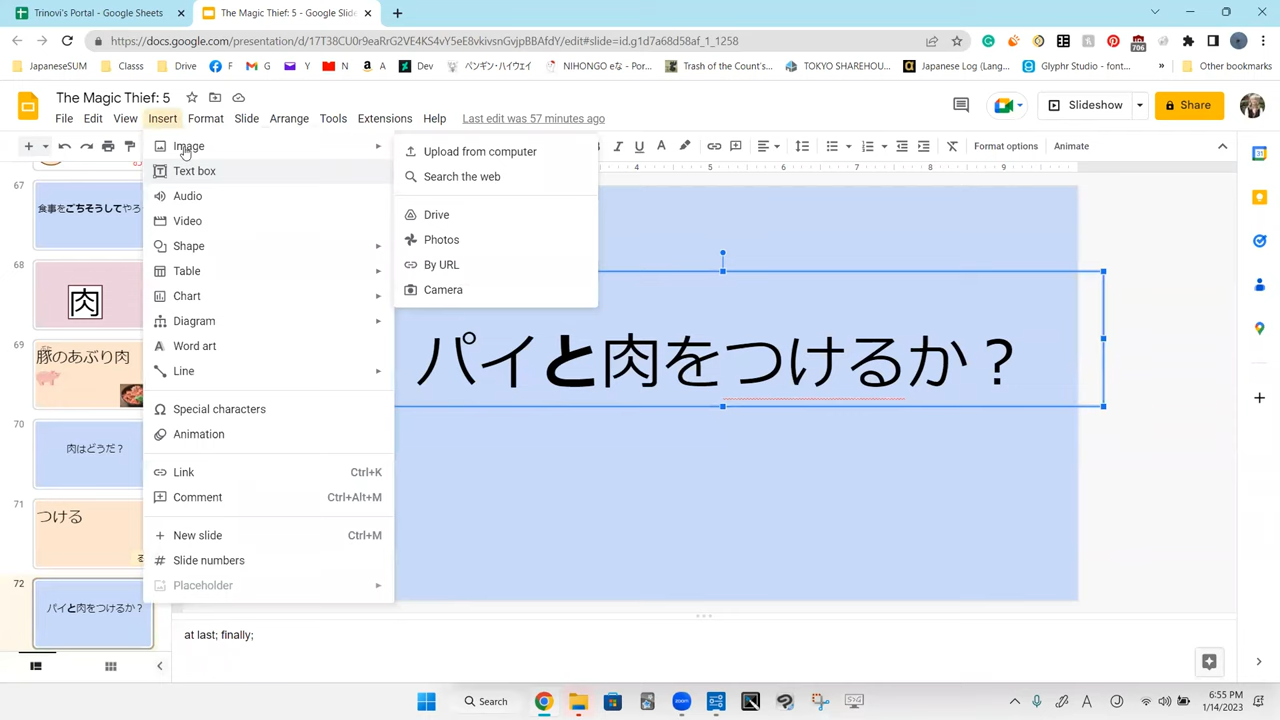 Trinovi's Portal - Google Sheets
The Magic Thief: 5 - Google Slide
https://docs.google.com/presentation/d/17T38CU0r9eaRrG2VE4KS4vY5eE8vkivsnGvjpBBAfdY/edit#slide=id.g1d7a68d58af_1_1258
706
JapaneseSUM
Classs
Drive
F
G
Y
N
A
Dev
ペンギン・ハイウェイ
NIHONGO eな - Por...
Trash of the Count's...
TOKYO SHAREHOU...
Japanese Log (Lang...
Glyphr Studio - font...
»
Other bookmarks
The Magic Thief: 5
File Edit View Insert Format Slide Arrange Tools Extensions Help Last edit was 57 minutes ago
Slideshow
Share
Format options
Animate
Image
Text box
Audio
Video
Shape
Table
Chart
Diagram
Word art
Line
Special characters
Animation
Link Ctrl+K
Comment Ctrl+Alt+M
New slide Ctrl+M
Slide numbers
Placeholder
Upload from computer
Search the web
Drive
Photos
By URL
Camera
5 6 7 8 9
67
食事をごちそうしてやろ
68
肉
69
豚のあぶり肉
70
肉はどうだ？
71
つける
72
パイと肉をつけるか？
パイと肉をつけるか？
at last; finally;
Search
6:55 PM
1/14/2023